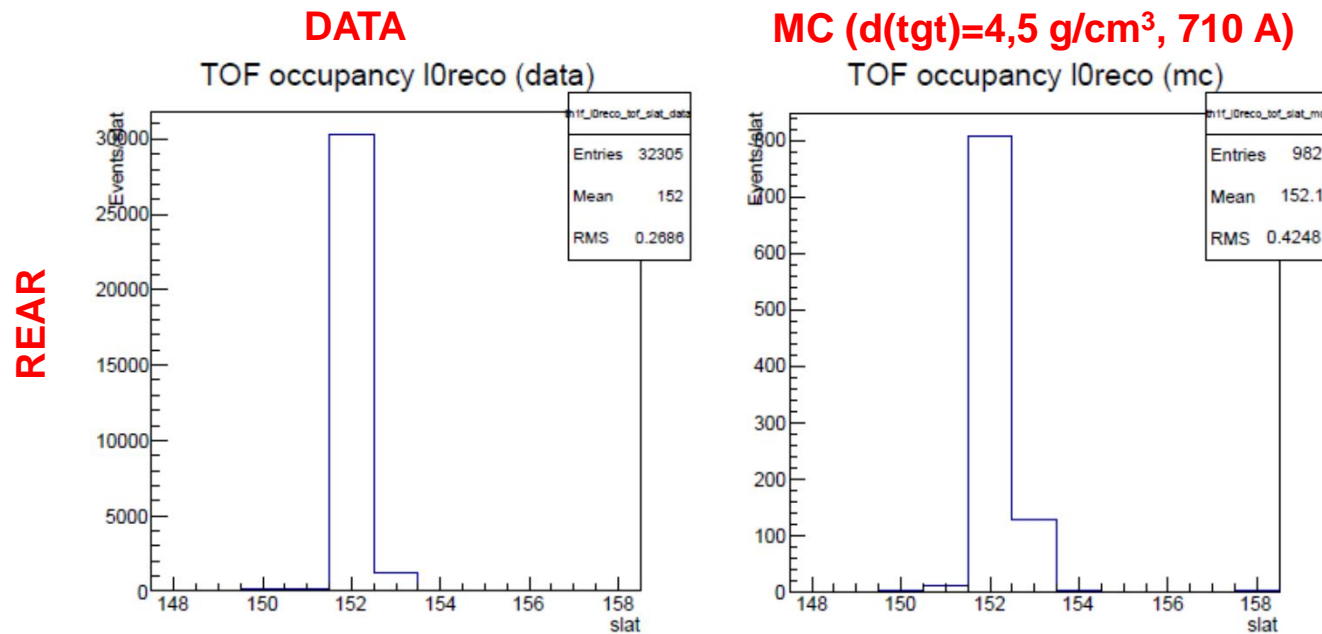 DATA
MC (d(tgt)=4,5 g/cm³, 710 A)
REAR
TOF occupancy l0reco (data)
th1f_l0reco_tof_slat_data
Entries 32305
Mean 152
RMS 0.2686
Events/slat
30000
25000
20000
15000
10000
5000
0
148 150 152 154 156 158
slat
TOF occupancy l0reco (mc)
th1f_l0reco_tof_slat_mc
Entries 982
Mean 152.1
RMS 0.4248
Events/slat
800
700
600
500
400
300
200
100
0
148 150 152 154 156 158
slat